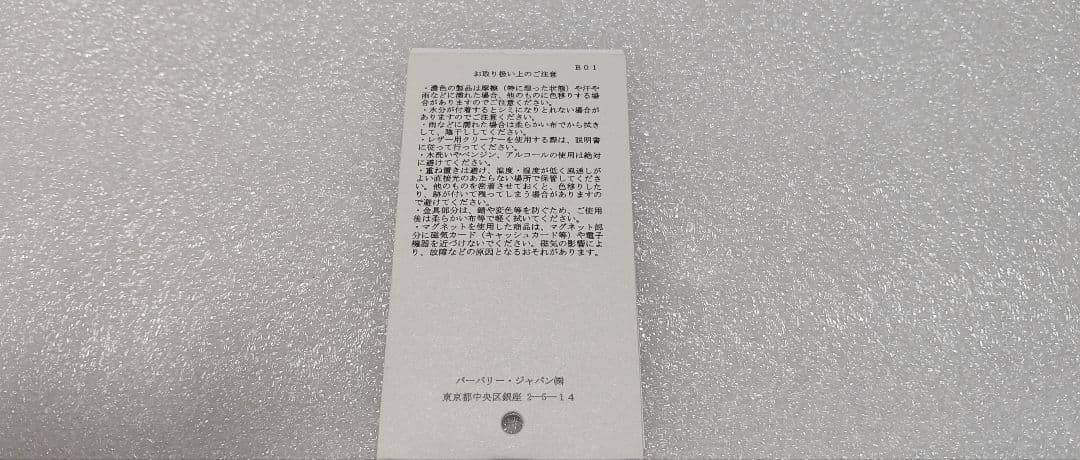 B01
お取り扱い上のご注意
・濃色の製品は摩擦（特に湿った状態）や汗や
雨などに濡れた場合、他のものに色移りする場
合がありますのでご注意ください。
・水分が付着するとシミになりとれない場合が
ありますのでご注意ください。
・雨などに濡れた場合は柔らかい布でから拭き
して、陰干ししてください。
・レザー用クリーナーを使用する際は、説明書
に従って行ってください。
・水洗いやベンジン、アルコールの使用は絶対
に避けてください。
・重ね置きは避け、温度・湿度が低く風通しが
よい直接光のあたらない場所で保管してくださ
い。他のものを密着させておくと、色移りした
り、跡が付いて残ってしまう場合がありますの
で避けてください。
・金具部分は、錆や変色等を防ぐため、ご使用
後は柔らかい布等で軽く拭いてください。
・マグネットを使用した商品は、マグネット部
分に磁気カード（キャッシュカード等）や電子
機器を近づけないでください。磁気の影響によ
り、故障などの原因となるおそれがあります。
バーバリー・ジャパン㈱
東京都中央区銀座 2―5―14